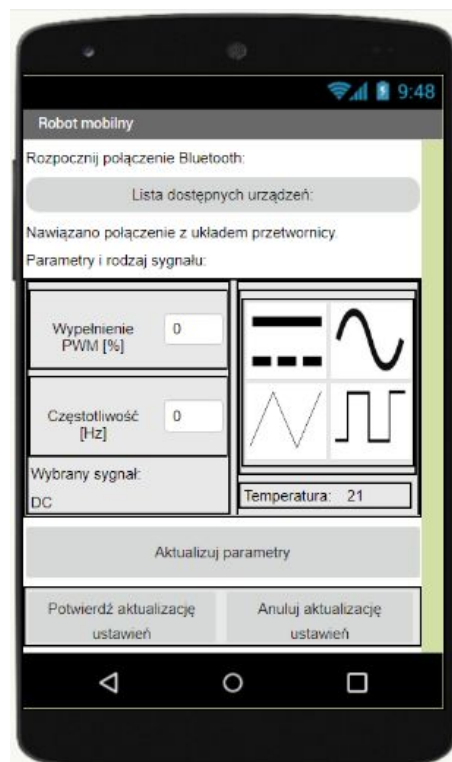 9:48
Robot mobilny
Rozpocznij połączenie Bluetooth:
Lista dostępnych urządzeń:
Nawiązano połączenie z układem przetwornicy.
Parametry i rodzaj sygnału:
Wypełnienie
PWM [%]
0
Częstotliwość
[Hz]
0
Wybrany sygnał:
DC
Temperatura: 21
Aktualizuj parametry
Potwierdź aktualizację
ustawień
Anuluj aktualizację
ustawień